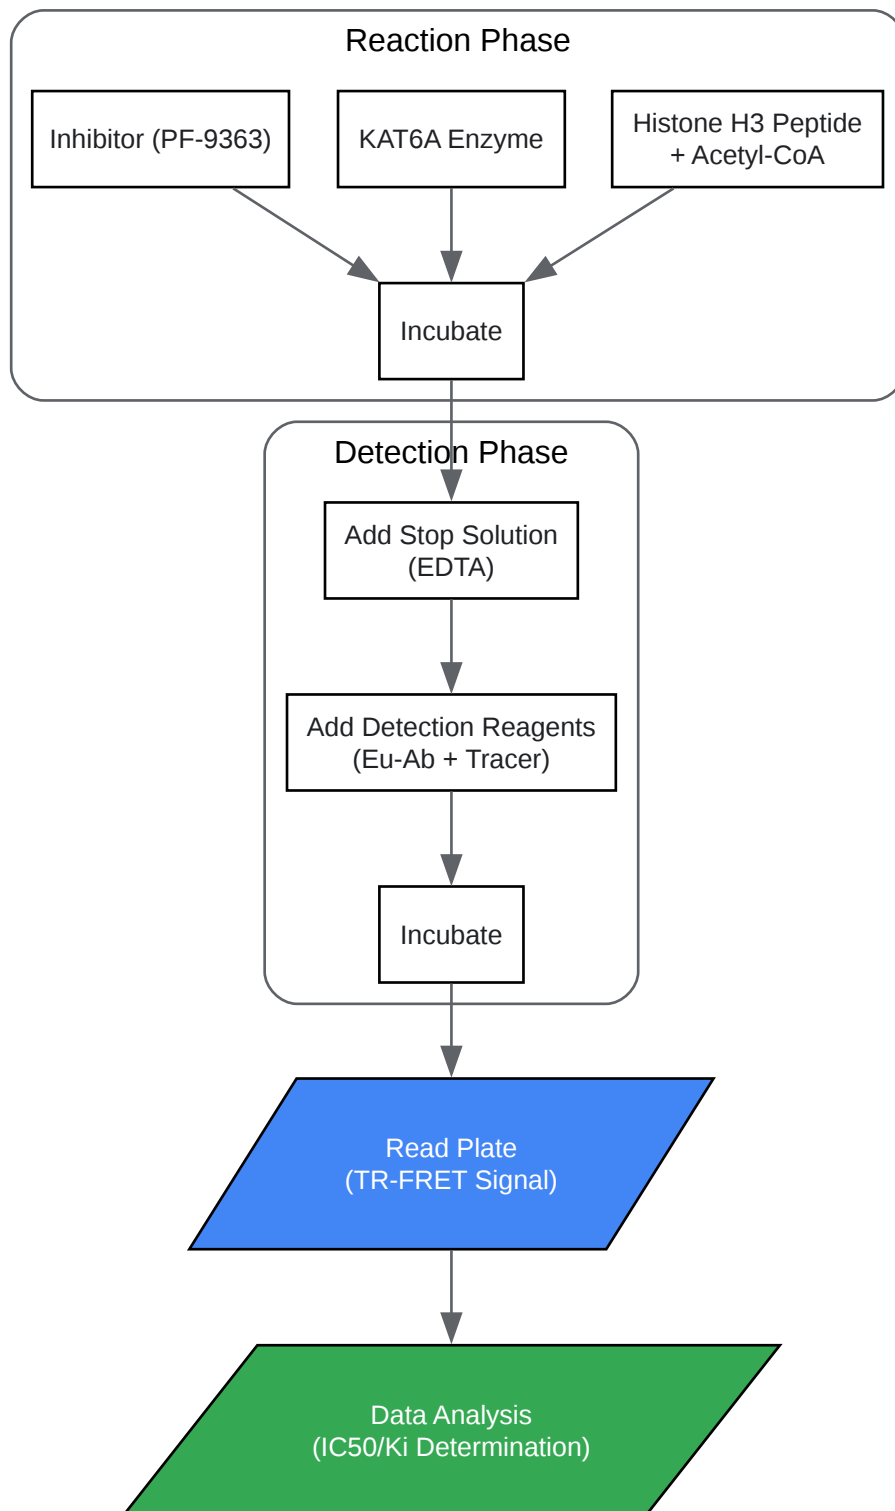 Reaction Phase
Inhibitor (PF-9363)
KAT6A Enzyme
Histone H3 Peptide
+ Acetyl-CoA
Incubate
Detection Phase
Add Stop Solution
(EDTA)
Add Detection Reagents
(Eu-Ab + Tracer)
Incubate
Read Plate
(TR-FRET Signal)
Data Analysis
(IC50/Ki Determination)